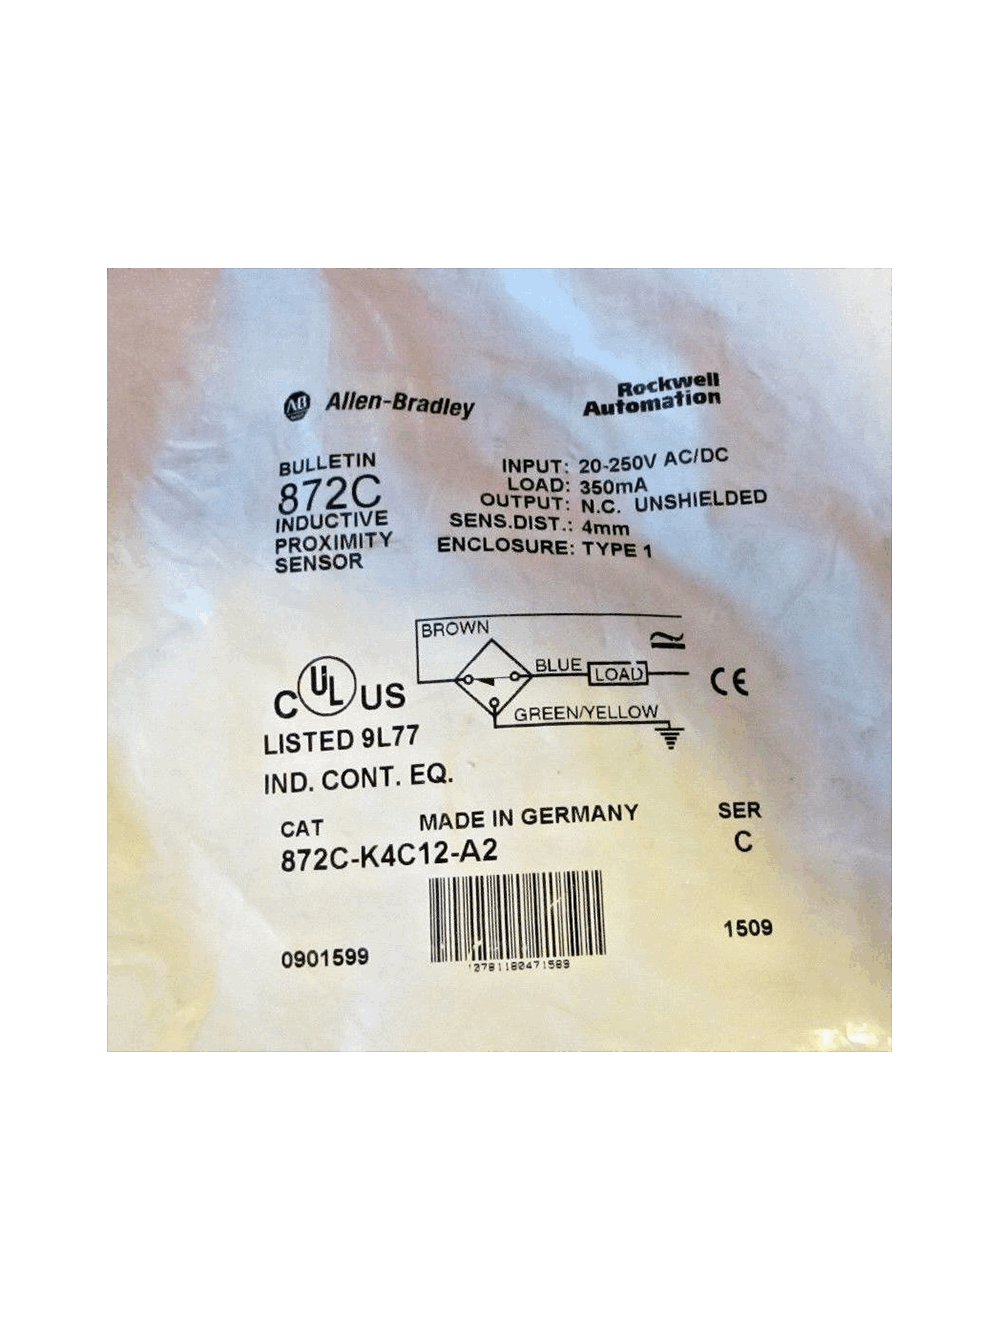 AB Allen-Bradley
Rockwell
Automation
BULLETIN
872C
INDUCTIVE
PROXIMITY
SENSOR
INPUT: 20-250V AC/DC
LOAD: 350mA
OUTPUT: N.C. UNSHIELDED
SENS.DIST.: 4mm
ENCLOSURE: TYPE 1
BROWN
BLUE
LOAD
GREEN/YELLOW
C UL US
CE
LISTED 9L77
IND. CONT. EQ.
CAT
MADE IN GERMANY
SER
872C-K4C12-A2
C
0901599
1509